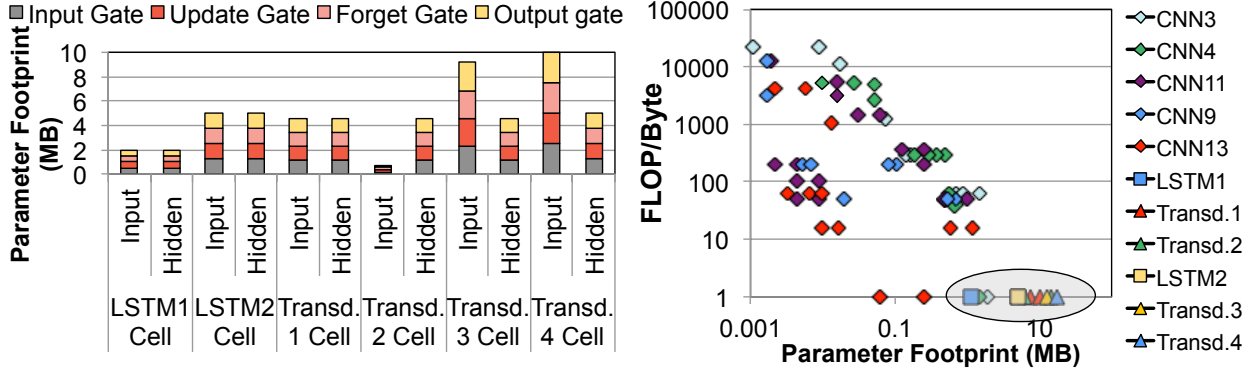 Input Gate Update Gate Forget Gate Output gate
Parameter Footprint
(MB)
10
8
6
4
2
0
Input
Hidden
Input
Hidden
Input
Hidden
Input
Hidden
Input
Hidden
Input
Hidden
LSTM1
Cell
LSTM2
Cell
Transd.
1 Cell
Transd.
2 Cell
Transd.
3 Cell
Transd.
4 Cell
FLOP/Byte
100000
10000
1000
100
10
1
0.001
0.1
10
Parameter Footprint (MB)
CNN3
CNN4
CNN11
CNN9
CNN13
LSTM1
Transd.1
Transd.2
LSTM2
Transd.3
Transd.4